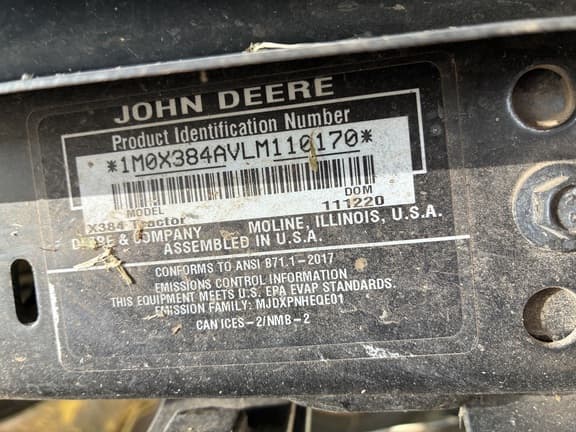 JOHN DEERE
Product Identification Number
*1M0X384AVLM110170*
MODEL DOM
X384 Tractor 111220
DEERE & COMPANY MOLINE, ILLINOIS, U.S.A.
ASSEMBLED IN U.S.A.
CONFORMS TO ANSI B71.1-2017
EMISSIONS CONTROL INFORMATION
THIS EQUIPMENT MEETS U.S. EPA EVAP STANDARDS.
EMISSION FAMILY: MJDXPNHEQE01
CAN ICES-2/NMB-2